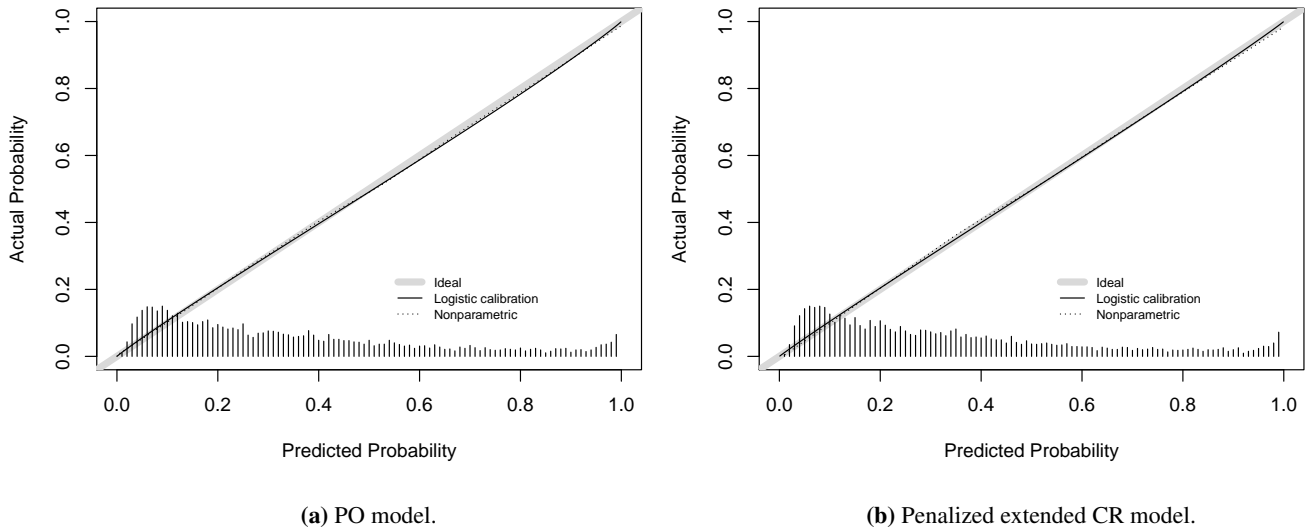 Actual Probability
1.0
0.8
0.6
0.4
0.2
0.0
Ideal
Logistic calibration
Nonparametric
0.0 0.2 0.4 0.6 0.8 1.0
Predicted Probability
(a) PO model.
Actual Probability
1.0
0.8
0.6
0.4
0.2
0.0
Ideal
Logistic calibration
Nonparametric
0.0 0.2 0.4 0.6 0.8 1.0
Predicted Probability
(b) Penalized extended CR model.